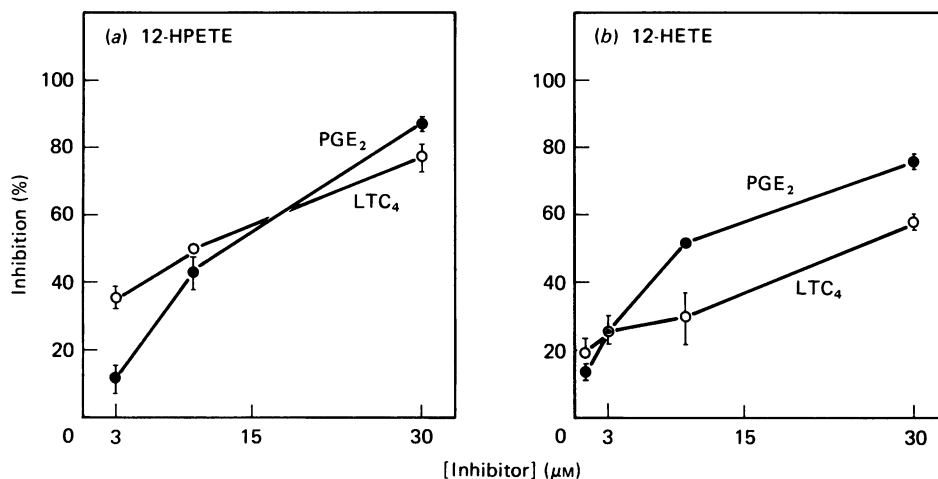 (a) 12-HPETE
(b) 12-HETE
Inhibition (%)
100
80
60
40
20
0
3
15
30
PGE₂
LTC₄
100
80
60
40
20
0
3
15
30
PGE₂
LTC₄
[Inhibitor] (μM)